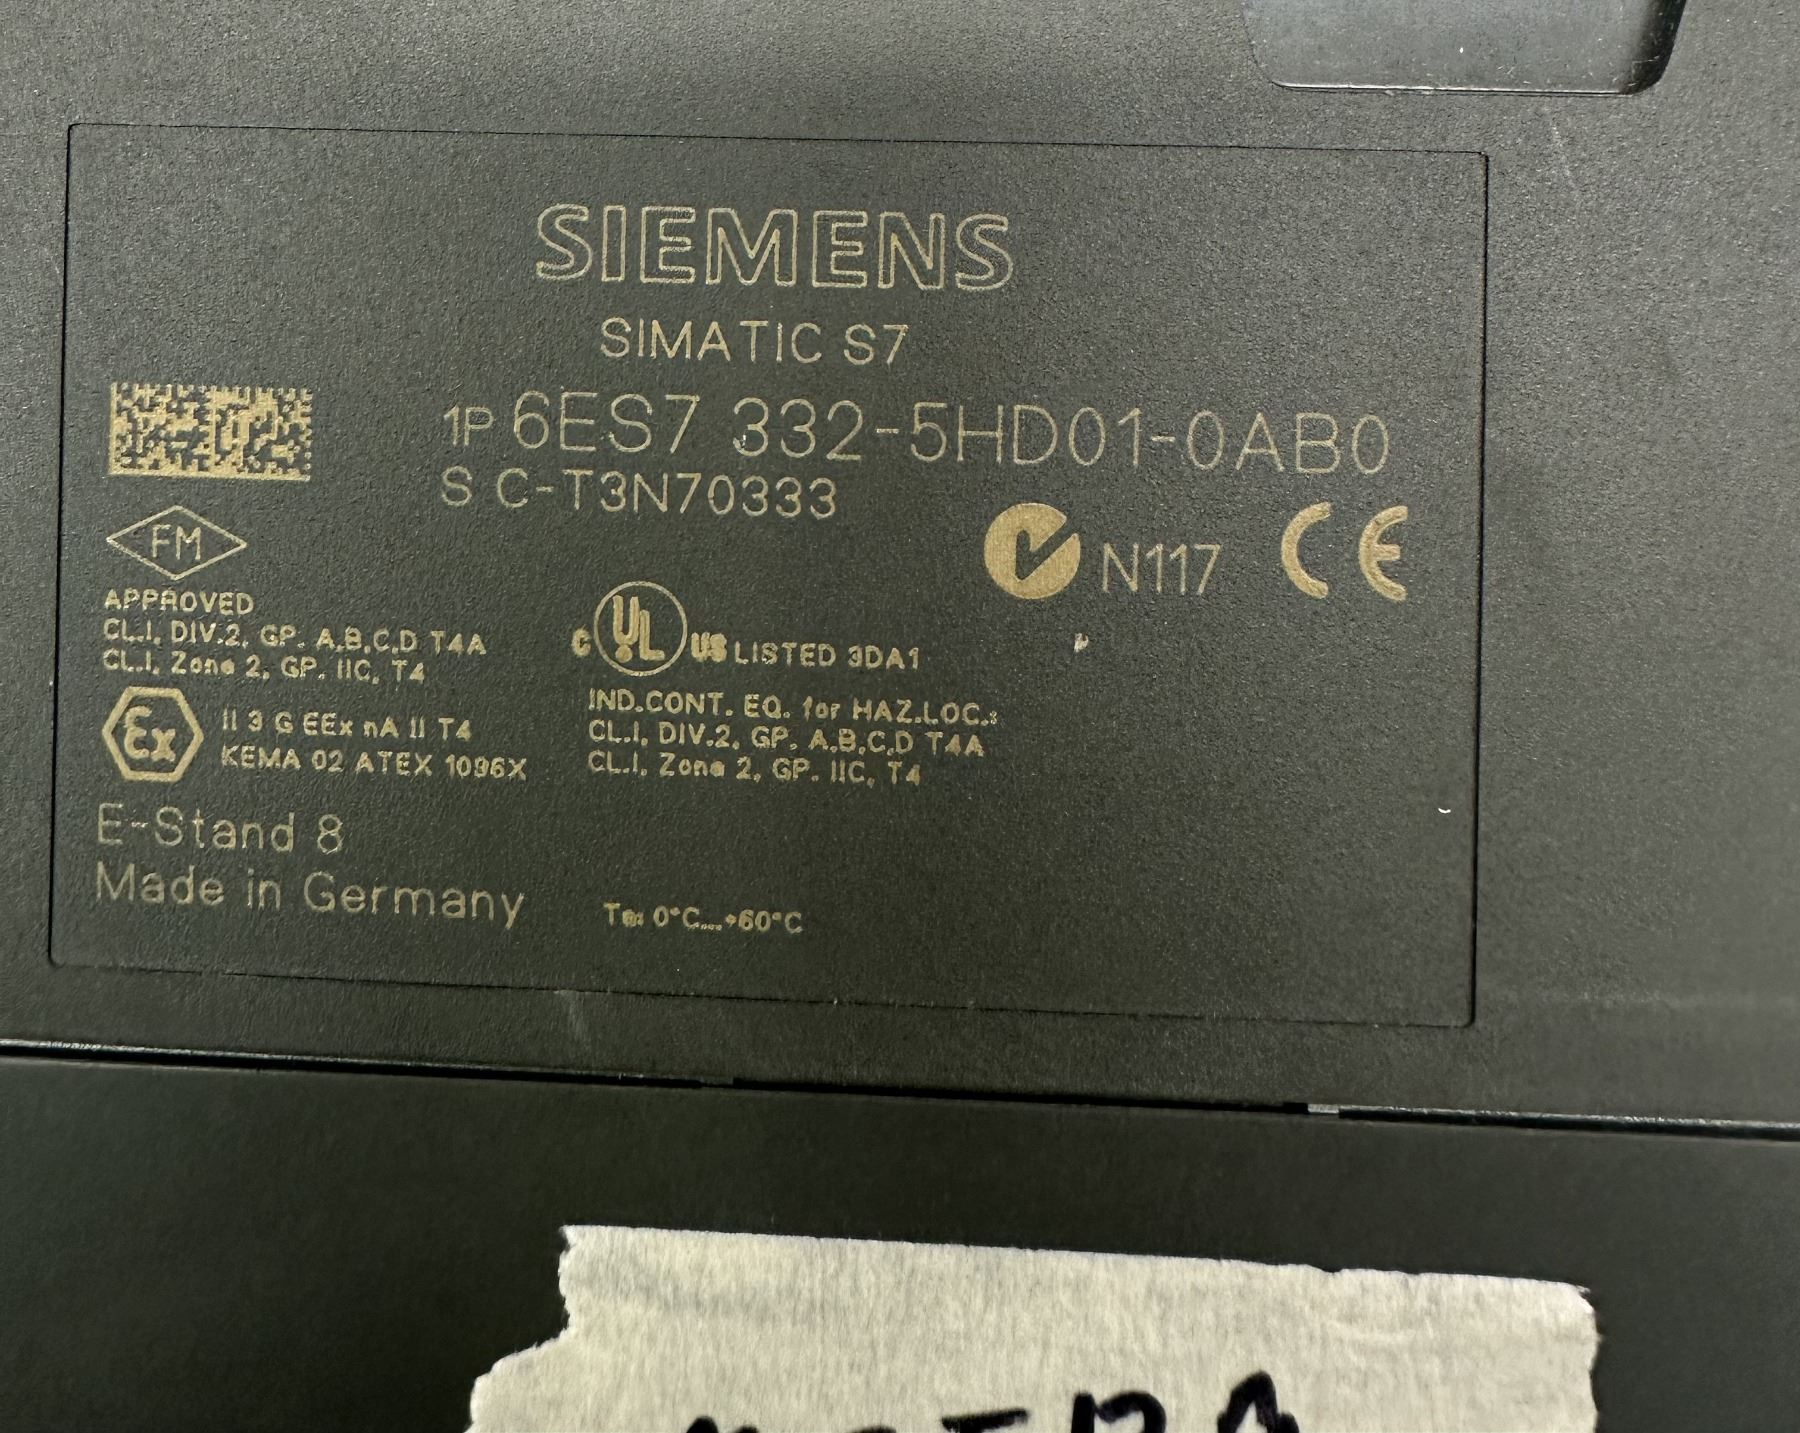 SIEMENS
SIMATIC S7
1P 6ES7 332-5HD01-0AB0
S C-T3N70333
FM
APPROVED
CL.I, DIV.2, GP. A,B,C,D T4A
CL.I, Zone 2, GP. IIC, T4
N117 CE
C UL US LISTED 3DA1
IND.CONT. EQ. for HAZ.LOC.:
CL.I, DIV.2, GP. A,B,C,D T4A
CL.I, Zone 2, GP. IIC, T4
Ex II 3 G EEx nA II T4
KEMA 02 ATEX 1096X
E-Stand 8
Made in Germany
Ta: 0°C...+60°C